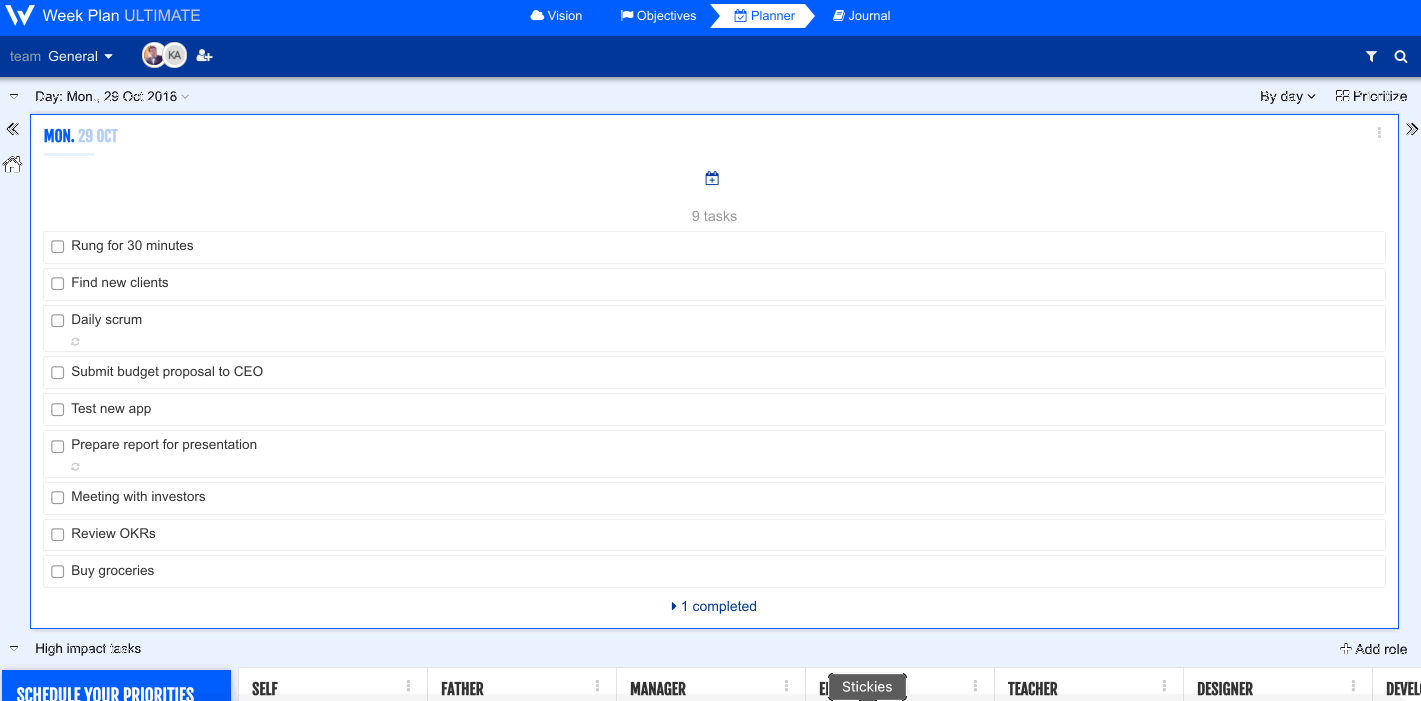 Week Plan ULTIMATE
Vision
Objectives
Planner
Journal
team General
KA
Day: Mon., 29 Oct 2018
By day
Prioritize
MON. 29 OCT
9 tasks
Rung for 30 minutes
Find new clients
Daily scrum
Submit budget proposal to CEO
Test new app
Prepare report for presentation
Meeting with investors
Review OKRs
Buy groceries
1 completed
High impact tasks
Add role
SCHEDULE YOUR PRIORITIES
SELF
FATHER
MANAGER
Stickies
TEACHER
DESIGNER